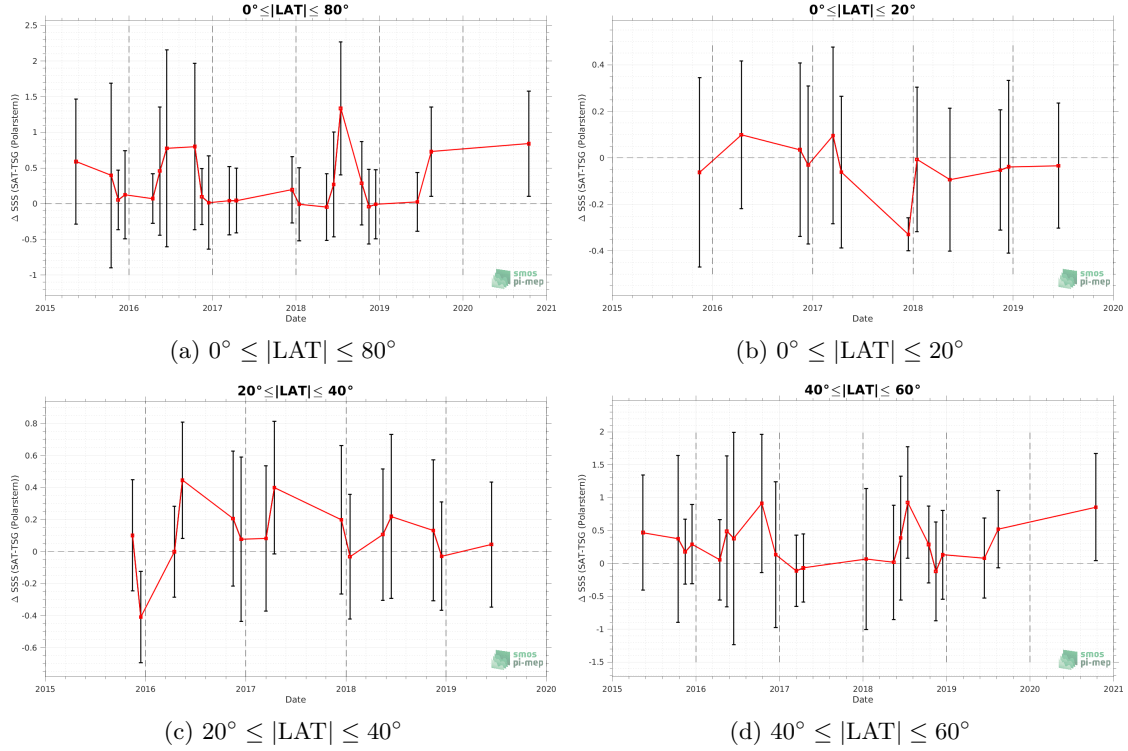 0°≤|LAT|≤ 80°
Δ SSS (SAT-TSG (Polarstern))
2.5
2
1.5
1
0.5
0
-0.5
-1
2015 2016 2017 2018 2019 2020 2021
Date
smos
pi-mep
(a) 0° ≤ |LAT| ≤ 80°
0°≤|LAT|≤ 20°
Δ SSS (SAT-TSG (Polarstern))
0.4
0.2
0
-0.2
-0.4
2015 2016 2017 2018 2019 2020
Date
smos
pi-mep
(b) 0° ≤ |LAT| ≤ 20°
20°≤|LAT|≤ 40°
Δ SSS (SAT-TSG (Polarstern))
0.8
0.6
0.4
0.2
0
-0.2
-0.4
-0.6
2015 2016 2017 2018 2019 2020
Date
smos
pi-mep
(c) 20° ≤ |LAT| ≤ 40°
40°≤|LAT|≤ 60°
Δ SSS (SAT-TSG (Polarstern))
2
1.5
1
0.5
0
-0.5
-1
-1.5
2015 2016 2017 2018 2019 2020 2021
Date
smos
pi-mep
(d) 40° ≤ |LAT| ≤ 60°